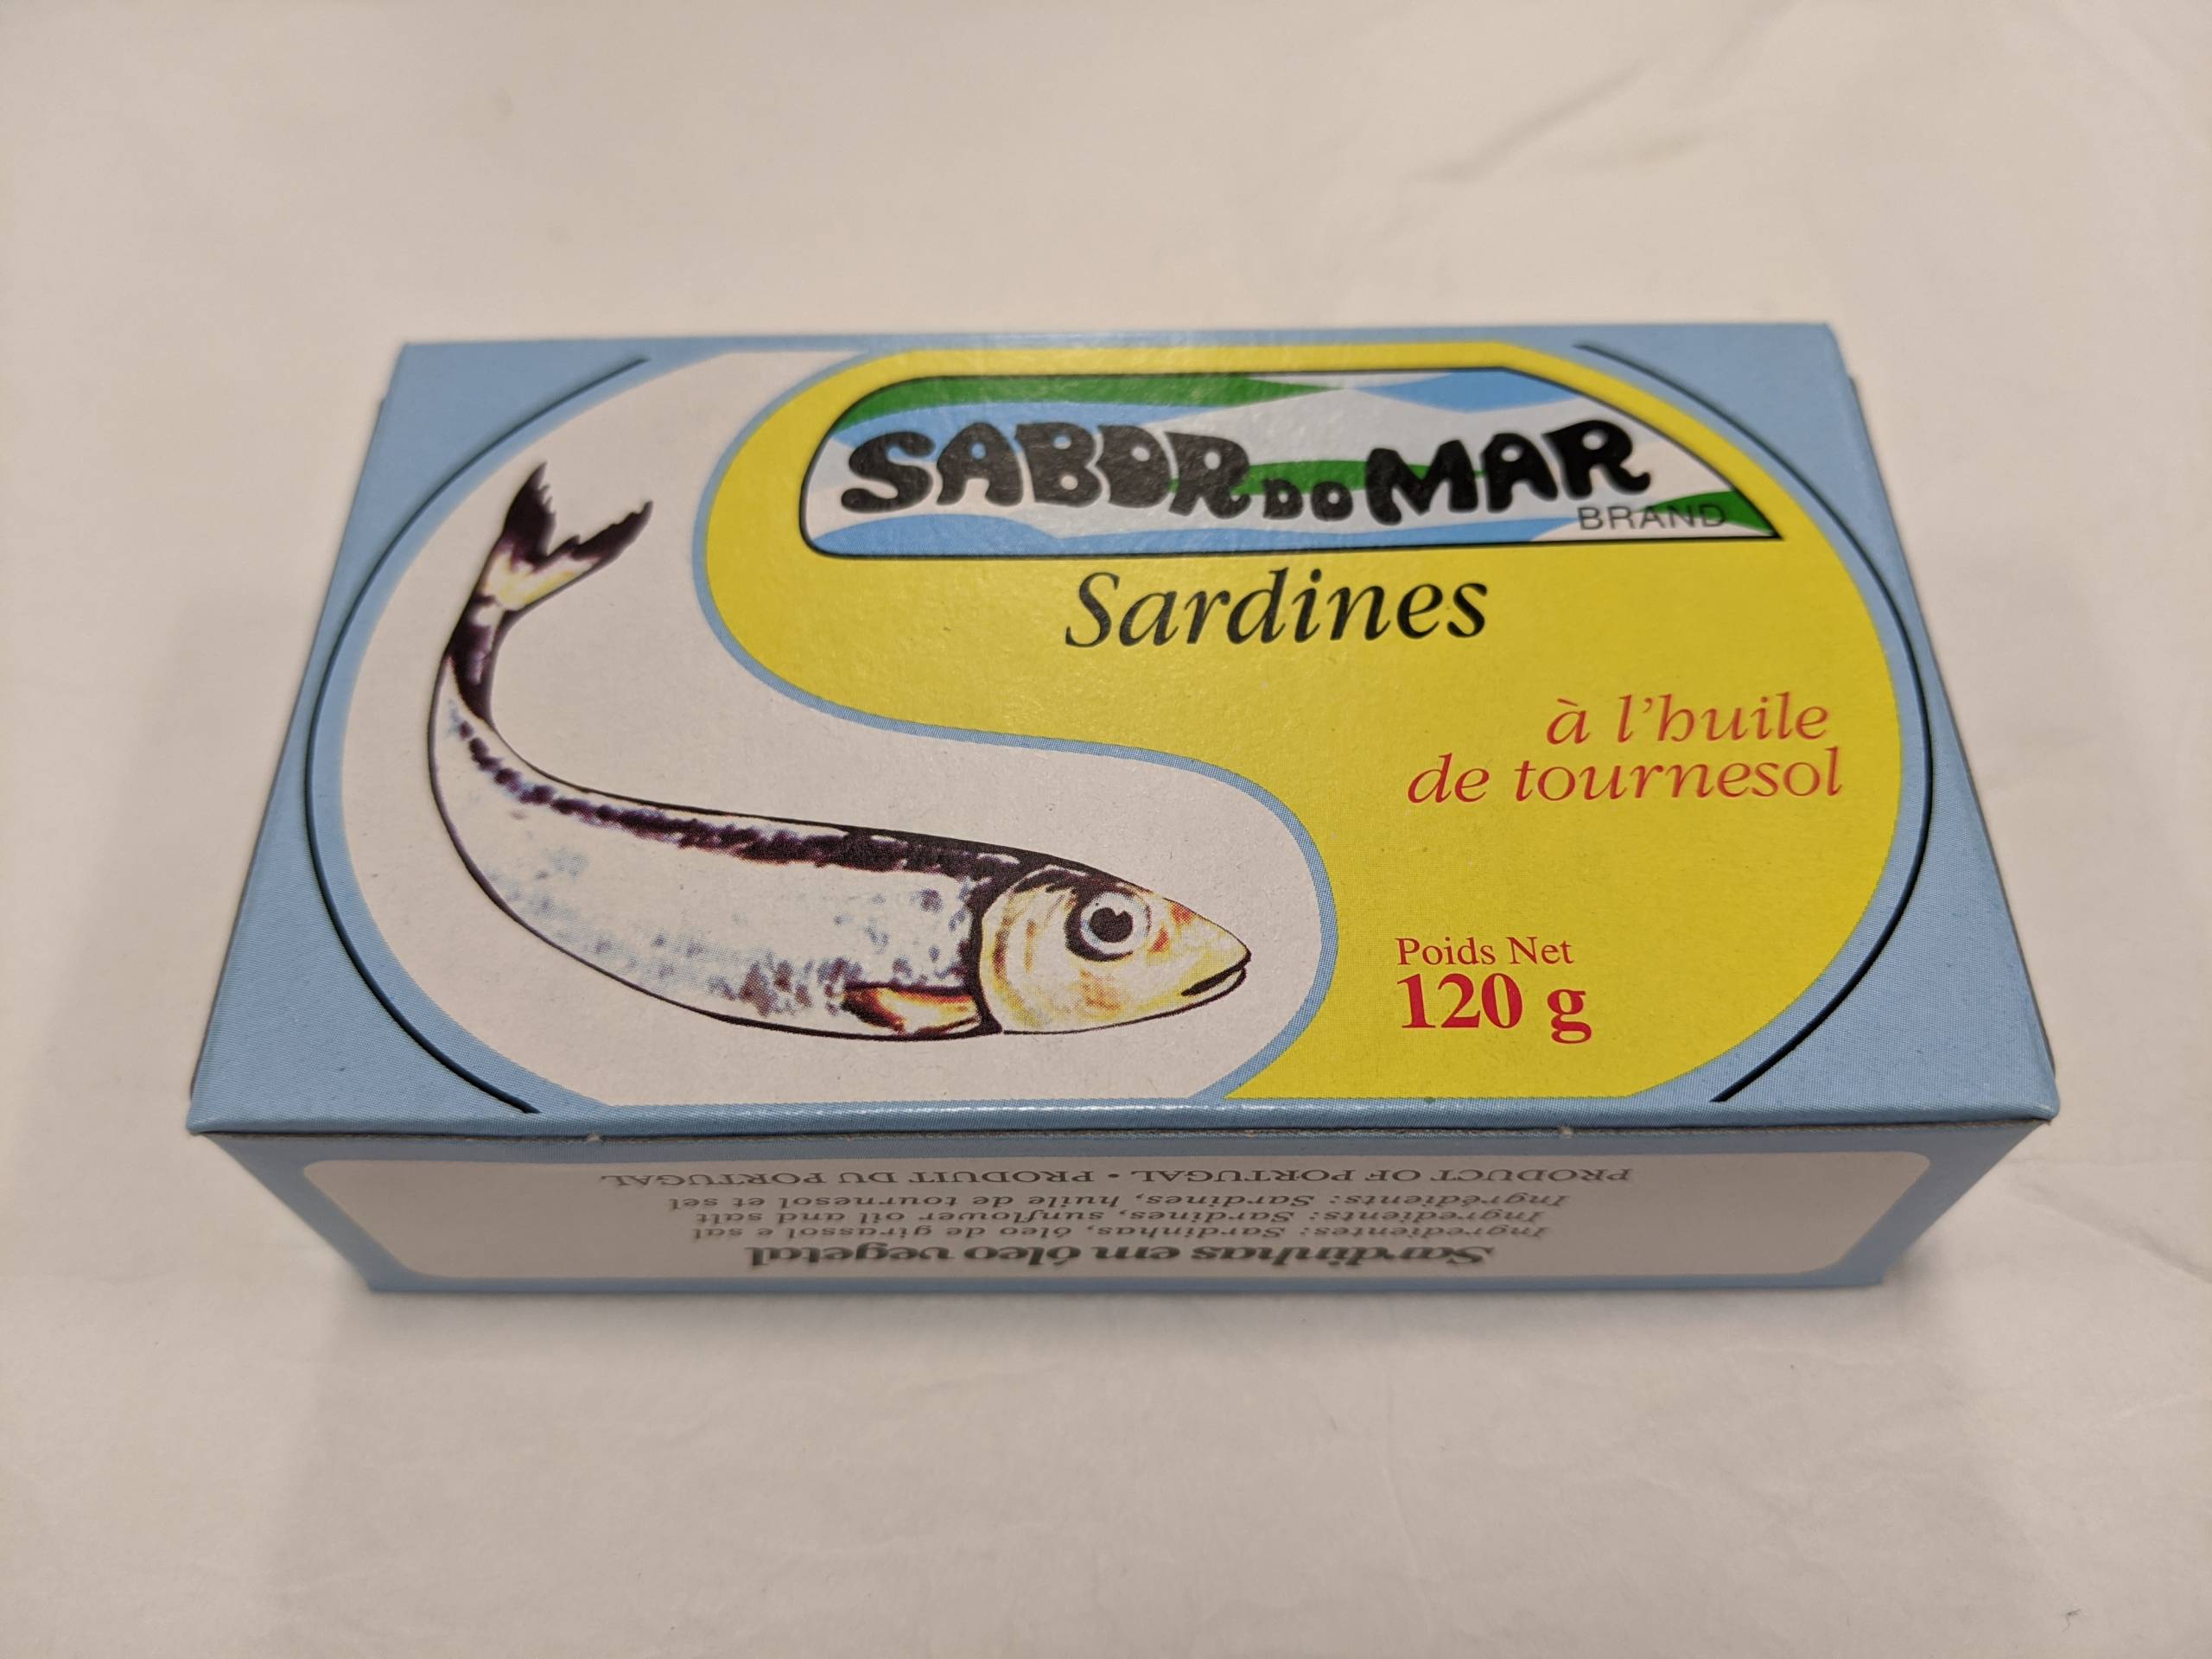 SABOR DO MAR
BRAND
Sardines
à l'huile
de tournesol
Poids Net
120 g
Sardinhas em óleo vegetal
Ingredientes: Sardinhas, óleo de girassol e sal
Ingredients: Sardines, sunflower oil and salt
Ingrédients: Sardines, huile de tournesol et sel
PRODUCT OF PORTUGAL • PRODUIT DU PORTUGAL